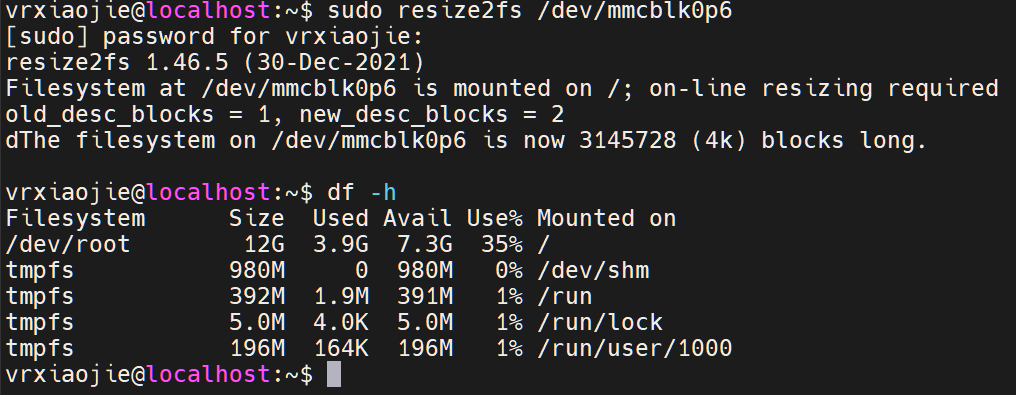 vrxiaojie@localhost:~$ sudo resize2fs /dev/mmcblk0p6
[sudo] password for vrxiaojie:
resize2fs 1.46.5 (30-Dec-2021)
Filesystem at /dev/mmcblk0p6 is mounted on /; on-line resizing required
old_desc_blocks = 1, new_desc_blocks = 2
dThe filesystem on /dev/mmcblk0p6 is now 3145728 (4k) blocks long.
vrxiaojie@localhost:~$ df -h
Filesystem      Size  Used Avail Use% Mounted on
/dev/root        12G  3.9G  7.3G  35% /
tmpfs           980M     0  980M   0% /dev/shm
tmpfs           392M  1.9M  391M   1% /run
tmpfs           5.0M  4.0K  5.0M   1% /run/lock
tmpfs           196M  164K  196M   1% /run/user/1000
vrxiaojie@localhost:~$